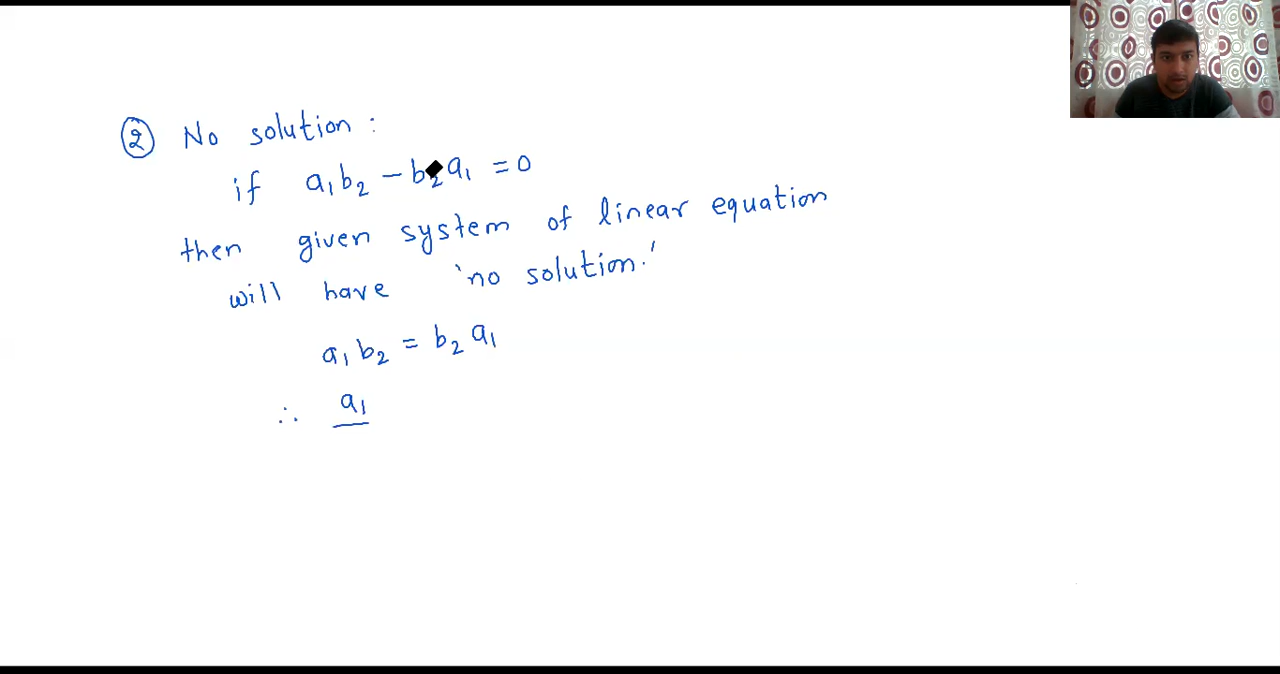 ② No solution :
if a₁b₂ − b₂a₁ = 0
then given system of linear equation
will have 'no solution.'
a₁b₂ = b₂a₁
∴ a₁